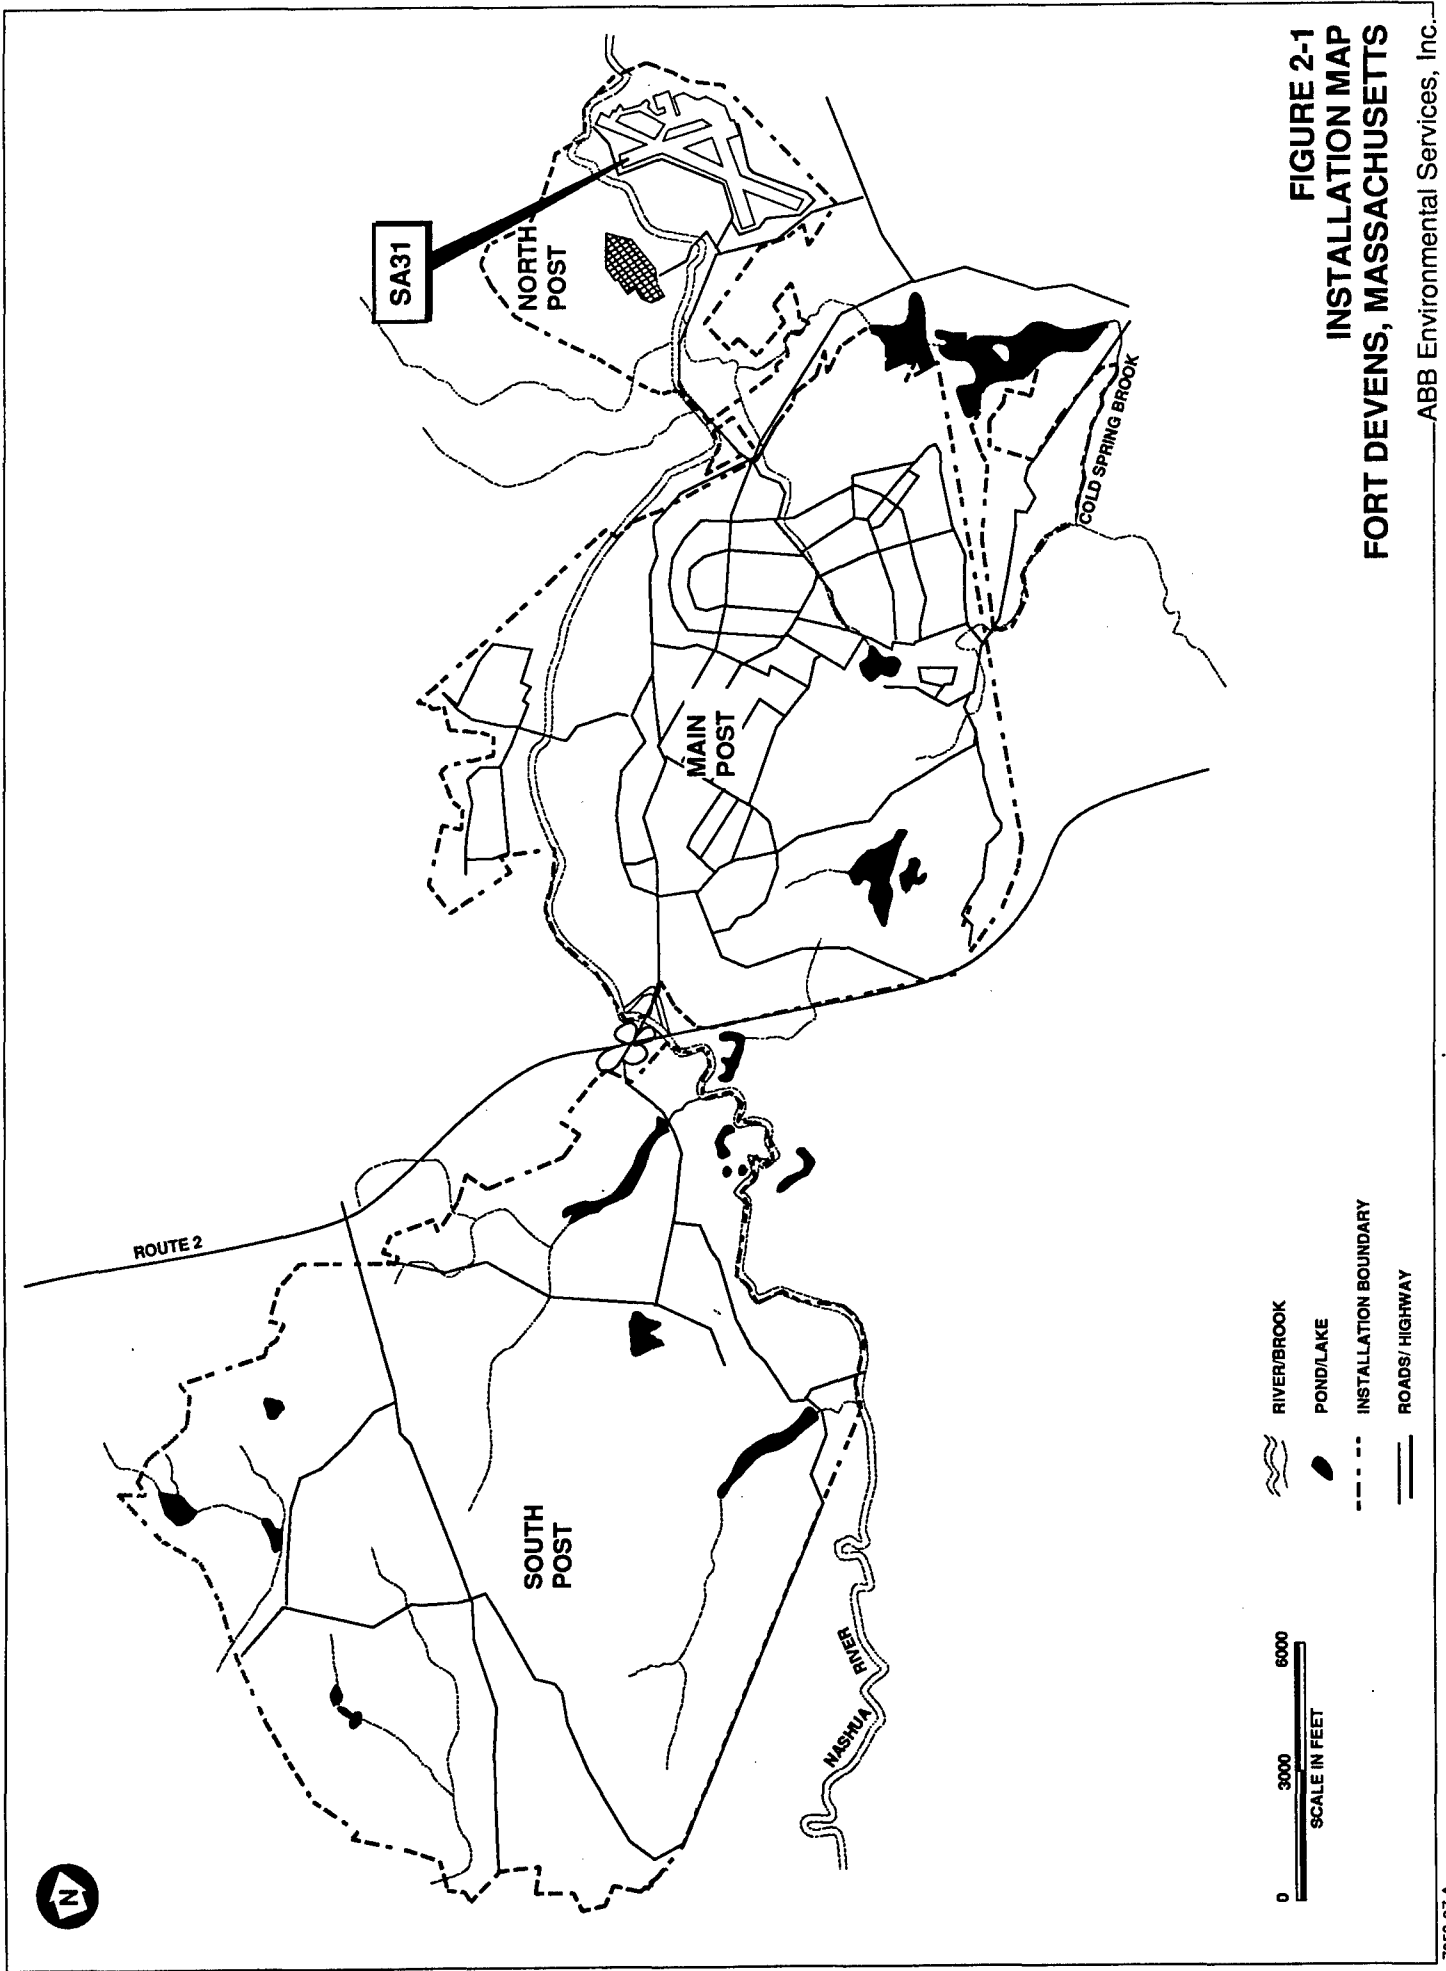 N
ROUTE 2
SA31
NORTH
POST
MAIN
POST
SOUTH
POST
COLD SPRING BROOK
NASHUA RIVER
0 3000 6000
SCALE IN FEET
RIVER/BROOK
POND/LAKE
INSTALLATION BOUNDARY
ROADS/ HIGHWAY
FIGURE 2-1
INSTALLATION MAP
FORT DEVENS, MASSACHUSETTS
ABB Environmental Services, Inc.